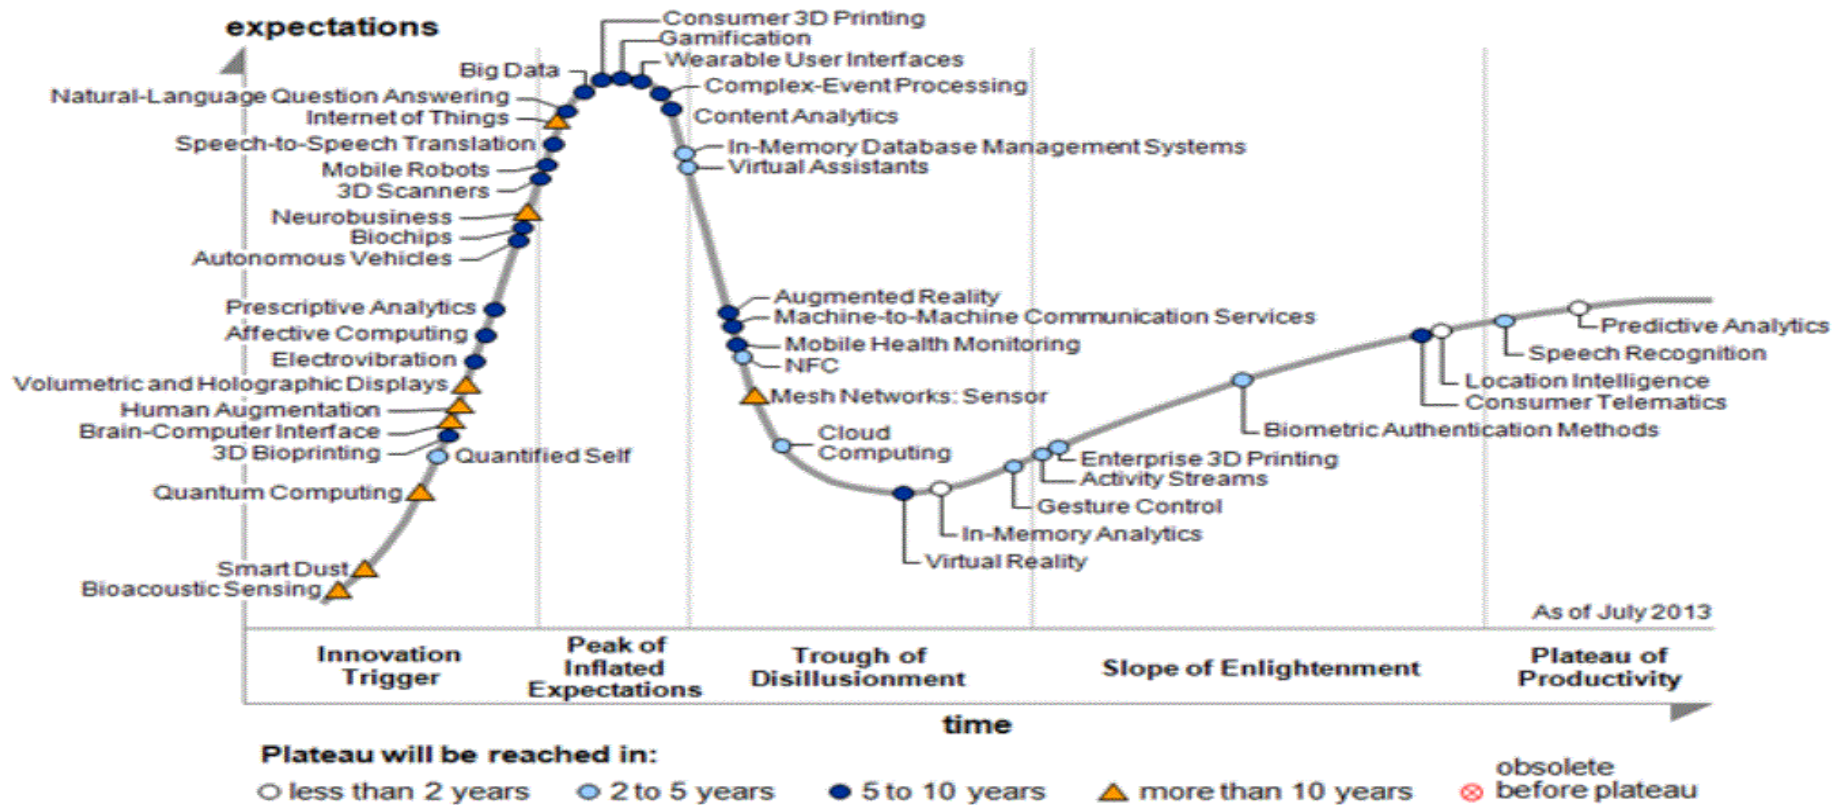 expectations
Consumer 3D Printing
Gamification
Wearable User Interfaces
Big Data
Complex-Event Processing
Natural-Language Question Answering
Internet of Things
Content Analytics
Speech-to-Speech Translation
In-Memory Database Management Systems
Mobile Robots
Virtual Assistants
3D Scanners
Neurobusiness
Biochips
Autonomous Vehicles
Augmented Reality
Prescriptive Analytics
Machine-to-Machine Communication Services
Predictive Analytics
Affective Computing
Mobile Health Monitoring
Speech Recognition
Electrovibration
NFC
Location Intelligence
Volumetric and Holographic Displays
Mesh Networks: Sensor
Consumer Telematics
Human Augmentation
Brain-Computer Interface
Cloud
Computing
Biometric Authentication Methods
3D Bioprinting
Quantified Self
Enterprise 3D Printing
Activity Streams
Quantum Computing
Gesture Control
In-Memory Analytics
Virtual Reality
Smart Dust
Bioacoustic Sensing
As of July 2013
Innovation
Trigger
Peak of
Inflated
Expectations
Trough of
Disillusionment
Slope of Enlightenment
Plateau of
Productivity
time
Plateau will be reached in:
less than 2 years
2 to 5 years
5 to 10 years
more than 10 years
obsolete
before plateau